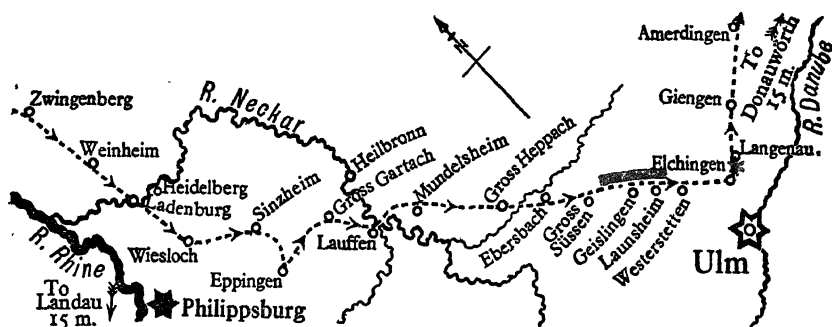 Zwingenberg
Weinheim
R. Neckar
Heidelberg
Ladenburg
R. Rhine
To
Landau
15 m.
Philippsburg
Wiesloch
Sinzheim
Eppingen
Gross Gartach
Heilbronn
Lauffen
Mundelsheim
Gross Heppach
Ebersbach
Gross
Süssen
Geislingen
Launsheim
Westerstetten
Elchingen
Langenau
Giengen
Amerdingen
To
Donauwörth
15 m.
R. Danube
Ulm
N